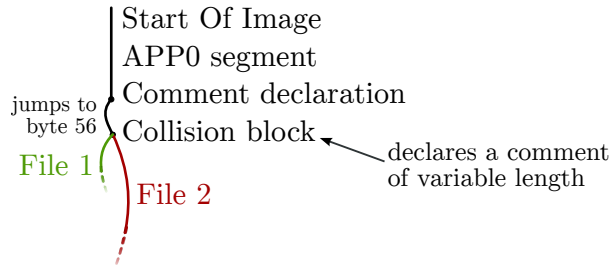 Start Of Image
APP0 segment
Comment declaration
jumps to
byte 56
Collision block
declares a comment
of variable length
File 1
File 2